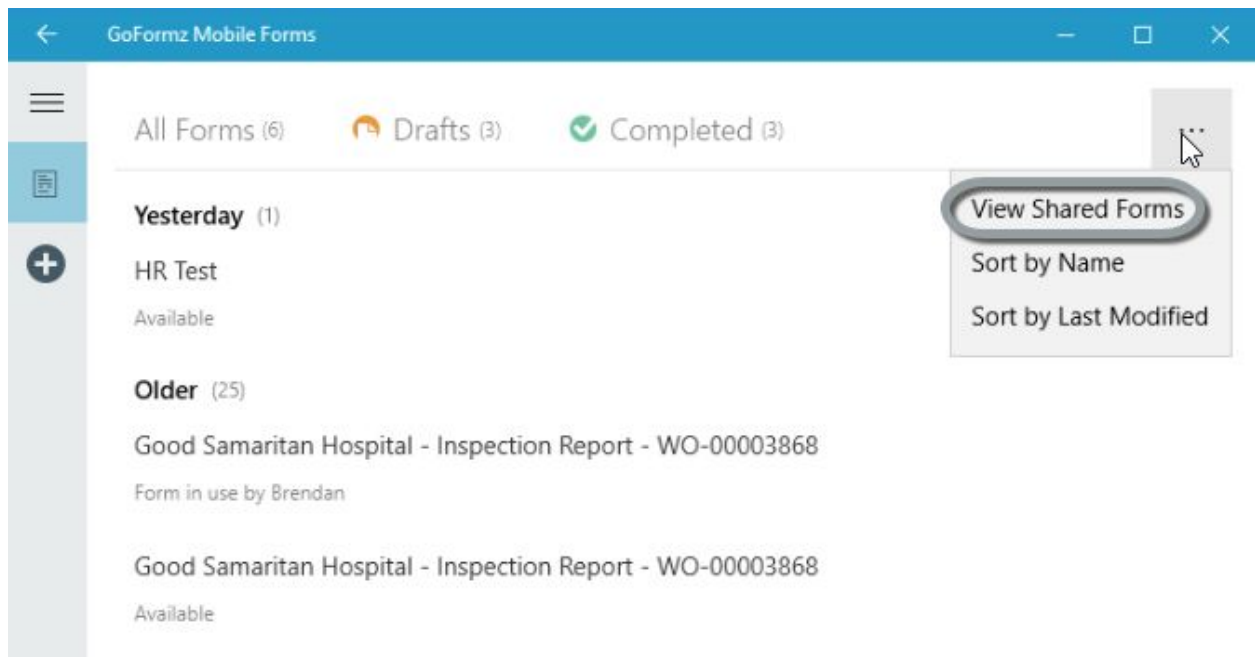 GoFormz Mobile Forms
All Forms (6) Drafts (3) Completed (3)
...
View Shared Forms
Sort by Name
Sort by Last Modified
Yesterday (1)
HR Test
Available
Older (25)
Good Samaritan Hospital - Inspection Report - WO-00003868
Form in use by Brendan
Good Samaritan Hospital - Inspection Report - WO-00003868
Available